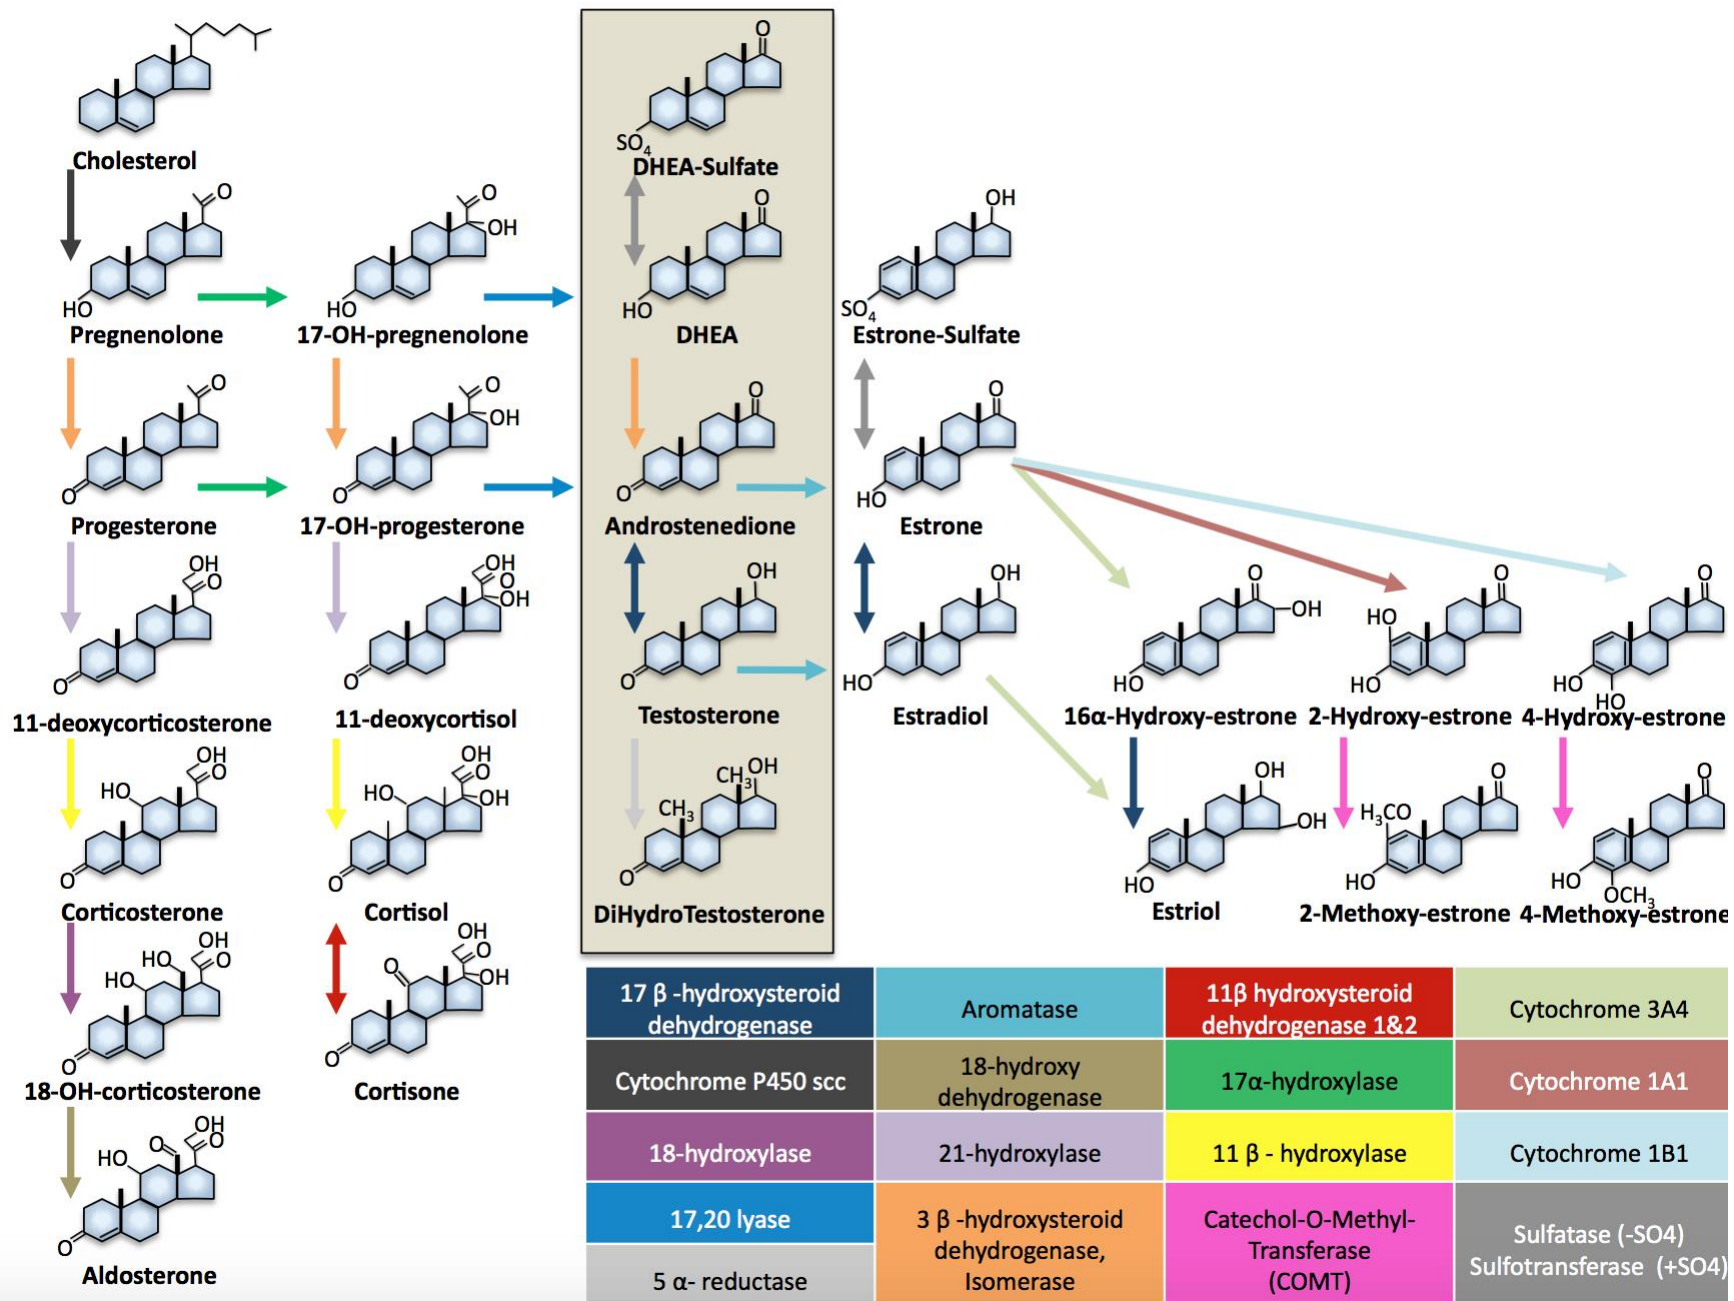 Cholesterol
O
HO
Pregnenolone
O
OH
HO
17-OH-pregnenolone
O
SO4
DHEA-Sulfate
O
HO
DHEA
OH
SO4
Estrone-Sulfate
O
O
Progesterone
O
OH
O
17-OH-progesterone
O
O
Androstenedione
O
HO
Estrone
OH
O
O
11-deoxycorticosterone
OH
O
OH
O
11-deoxycortisol
OH
O
Testosterone
OH
HO
Estradiol
O
OH
HO
16α-Hydroxy-estrone
O
HO
HO
2-Hydroxy-estrone
O
HO
HO
4-Hydroxy-estrone
OH
O
HO
O
Corticosterone
OH
O
HO
OH
O
Cortisol
OH
CH3
CH3
O
DiHydroTestosterone
OH
OH
HO
Estriol
O
H3CO
HO
2-Methoxy-estrone
O
HO
OCH3
4-Methoxy-estrone
OH
HO
O
HO
O
18-OH-corticosterone
OH
O
O
OH
O
Cortisone
OH
O
O
HO
O
Aldosterone
17 β -hydroxysteroid
dehydrogenase
Aromatase
11β hydroxysteroid
dehydrogenase 1&2
Cytochrome 3A4
Cytochrome P450 scc
18-hydroxy
dehydrogenase
17α-hydroxylase
Cytochrome 1A1
18-hydroxylase
21-hydroxylase
11 β - hydroxylase
Cytochrome 1B1
17,20 lyase
5 α- reductase
3 β -hydroxysteroid
dehydrogenase,
Isomerase
Catechol-O-Methyl-
Transferase
(COMT)
Sulfatase (-SO4)
Sulfotransferase (+SO4)